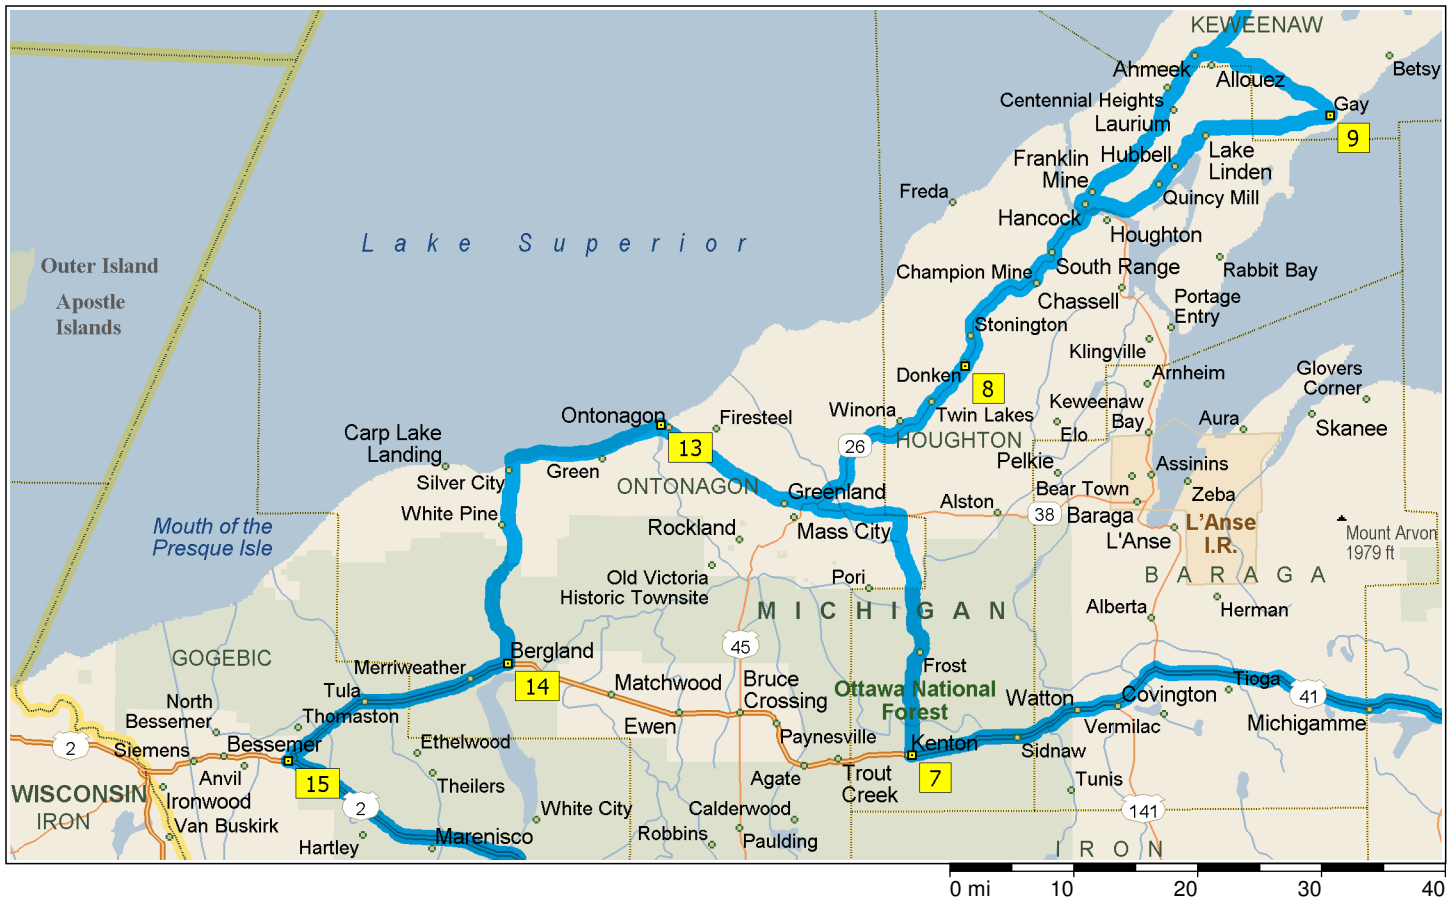 KEWEENAW
Ahmeek
Allouez
Betsy
Centennial Heights
Gay
Laurium
9
Franklin
Mine
Hubbell
Lake
Linden
Freda
Quincy Mill
Hancock
Houghton
Lake Superior
Outer Island
Apostle
Islands
Champion Mine
South Range
Rabbit Bay
Chassell
Portage
Entry
Stonington
Klingville
Donken
8
Arnheim
Glovers
Corner
Winona
Twin Lakes
Keweenaw
Bay
Aura
Skanee
Ontonagon
Firesteel
13
26
HOUGHTON
Elo
Carp Lake
Landing
Silver City
Green
ONTONAGON
Greenland
Pelkie
Assinins
Bear Town
Zeba
White Pine
Alston
38
Baraga
L'Anse
L'Anse
I.R.
Mouth of the
Presque Isle
Rockland
Mass City
Mount Arvon
1979 ft
Old Victoria
Historic Townsite
Pori
BARAGA
MICHIGAN
Alberta
Herman
45
GOGEBIC
Bergland
14
Merriweather
Frost
Matchwood
Bruce
Crossing
Ottawa National
Forest
Watton
Covington
Tioga
41
Tula
North
Bessemer
Thomaston
Ewen
Vermilac
Michigamme
2
Siemens
Bessemer
Ethelwood
Paynesville
Kenton
Sidnaw
Anvil
15
Theilers
Agate
Trout
Creek
7
Tunis
WISCONSIN
IRON
Ironwood
Van Buskirk
2
White City
Calderwood
141
Hartley
Marenisco
Robbins
Paulding
IRON
0 mi 10 20 30 40